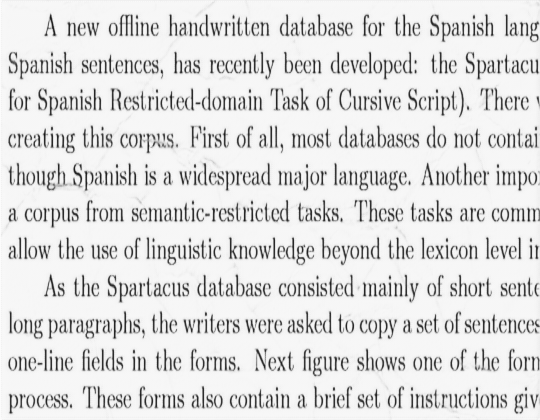 A new offline handwritten database for the Spanish lang
Spanish sentences, has recently been developed: the Spartacu
for Spanish Restricted-domain Task of Cursive Script). There
creating this corpus. First of all, most databases do not contai
though Spanish is a widespread major language. Another impo
a corpus from semantic-restricted tasks. These tasks are comm
allow the use of linguistic knowledge beyond the lexicon level in
As the Spartacus database consisted mainly of short sente
long paragraphs, the writers were asked to copy a set of sentences
one-line fields in the forms. Next figure shows one of the form
process. These forms also contain a brief set of instructions giv